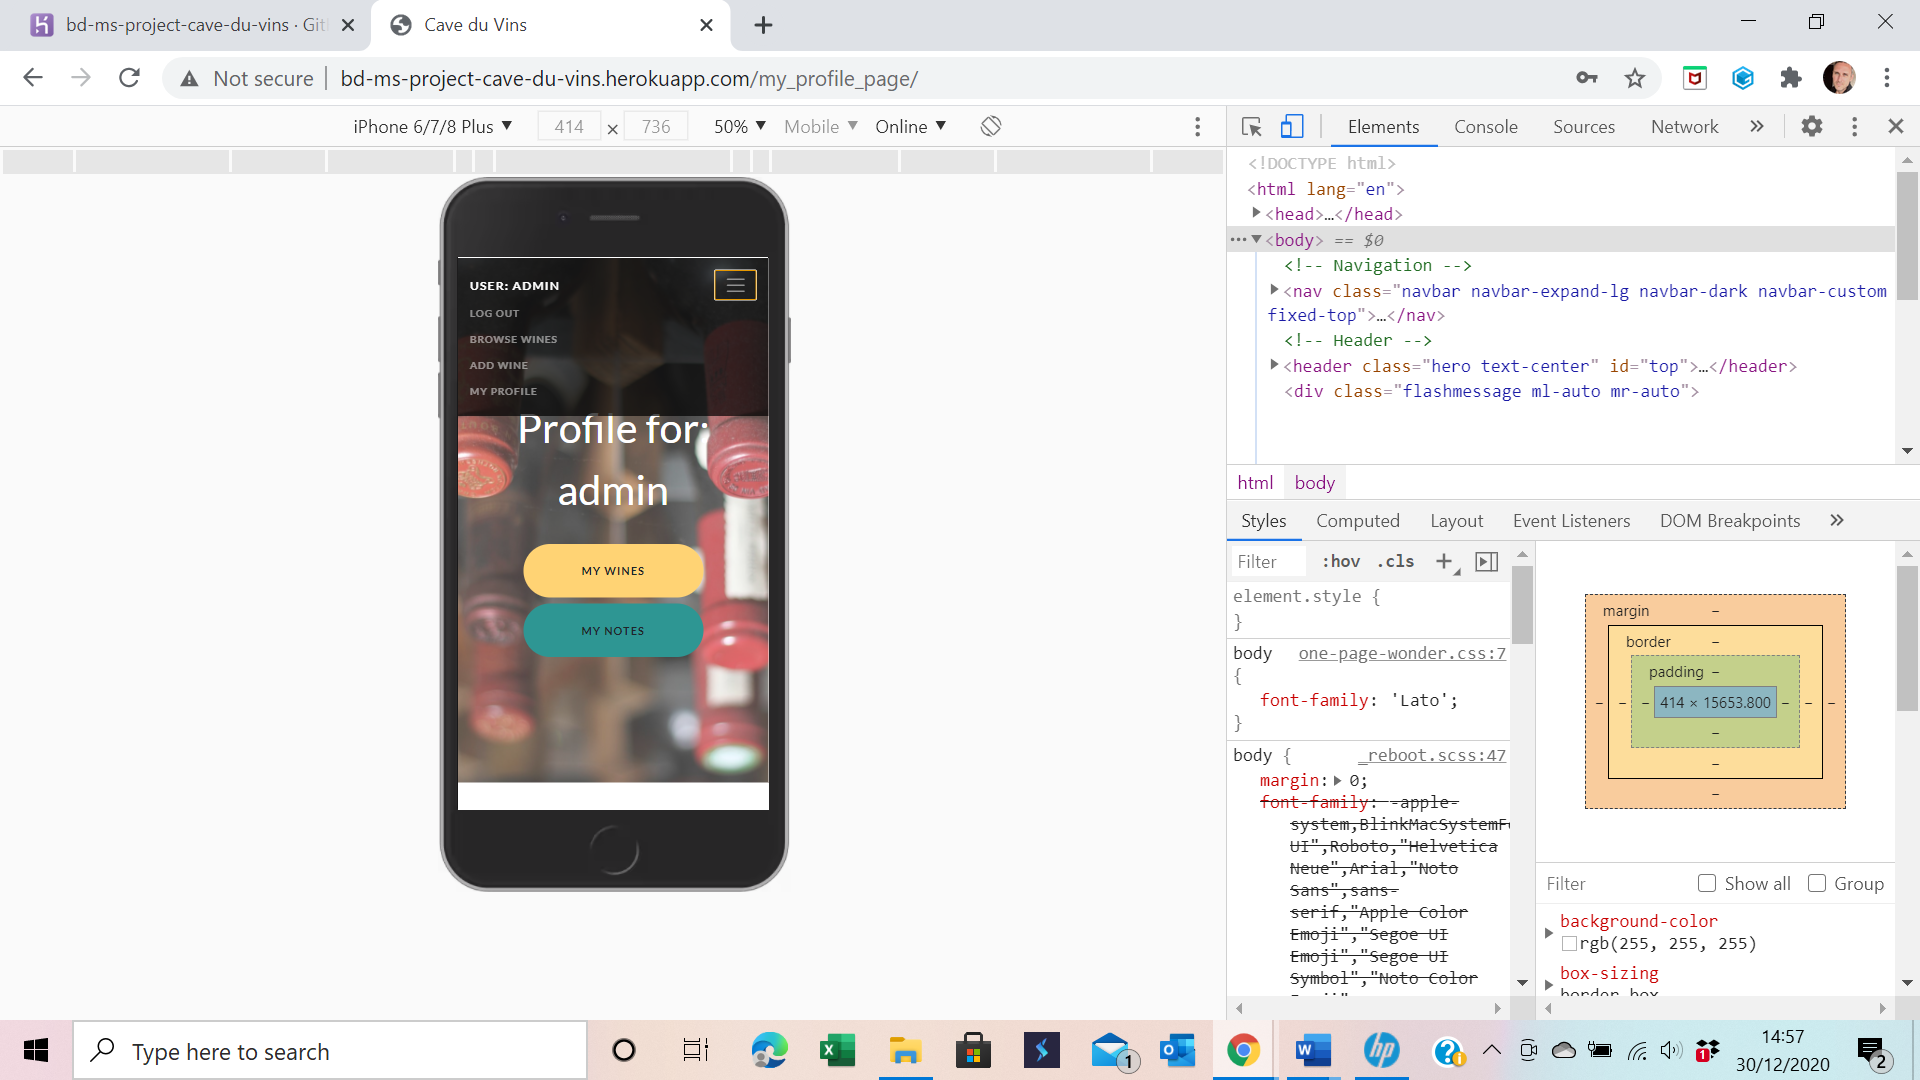 bd-ms-project-cave-du-vins · Git
Cave du Vins
Not secure
bd-ms-project-cave-du-vins.herokuapp.com/my_profile_page/
iPhone 6/7/8 Plus 414 × 736 50% Mobile Online
USER: ADMIN
LOG OUT
BROWSE WINES
ADD WINE
MY PROFILE
Profile for:
admin
MY WINES
MY NOTES
Elements Console Sources Network
<!DOCTYPE html>
<html lang="en">
<head>…</head>
<body> == $0
<!-- Navigation -->
<nav class="navbar navbar-expand-lg navbar-dark navbar-custom
fixed-top">…</nav>
<!-- Header -->
<header class="hero text-center" id="top">…</header>
<div class="flashmessage ml-auto mr-auto">
html body
Styles Computed Layout Event Listeners DOM Breakpoints
Filter :hov .cls
element.style {
}
body one-page-wonder.css:7
{
font-family: 'Lato';
}
body { _reboot.scss:47
margin: 0;
font-family: -apple-
system,BlinkMacSystemF
UI",Roboto,"Helvetica
Neue",Arial,"Noto
Sans",sans-
serif,"Apple Color
Emoji","Segoe UI
Emoji","Segoe UI
Symbol","Noto Color
margin –
border –
padding –
– – – 414 × 15653.800 – – –
–
–
–
Filter Show all Group
background-color
rgb(255, 255, 255)
box-sizing
border-box
Type here to search
1
1
14:57
30/12/2020
2